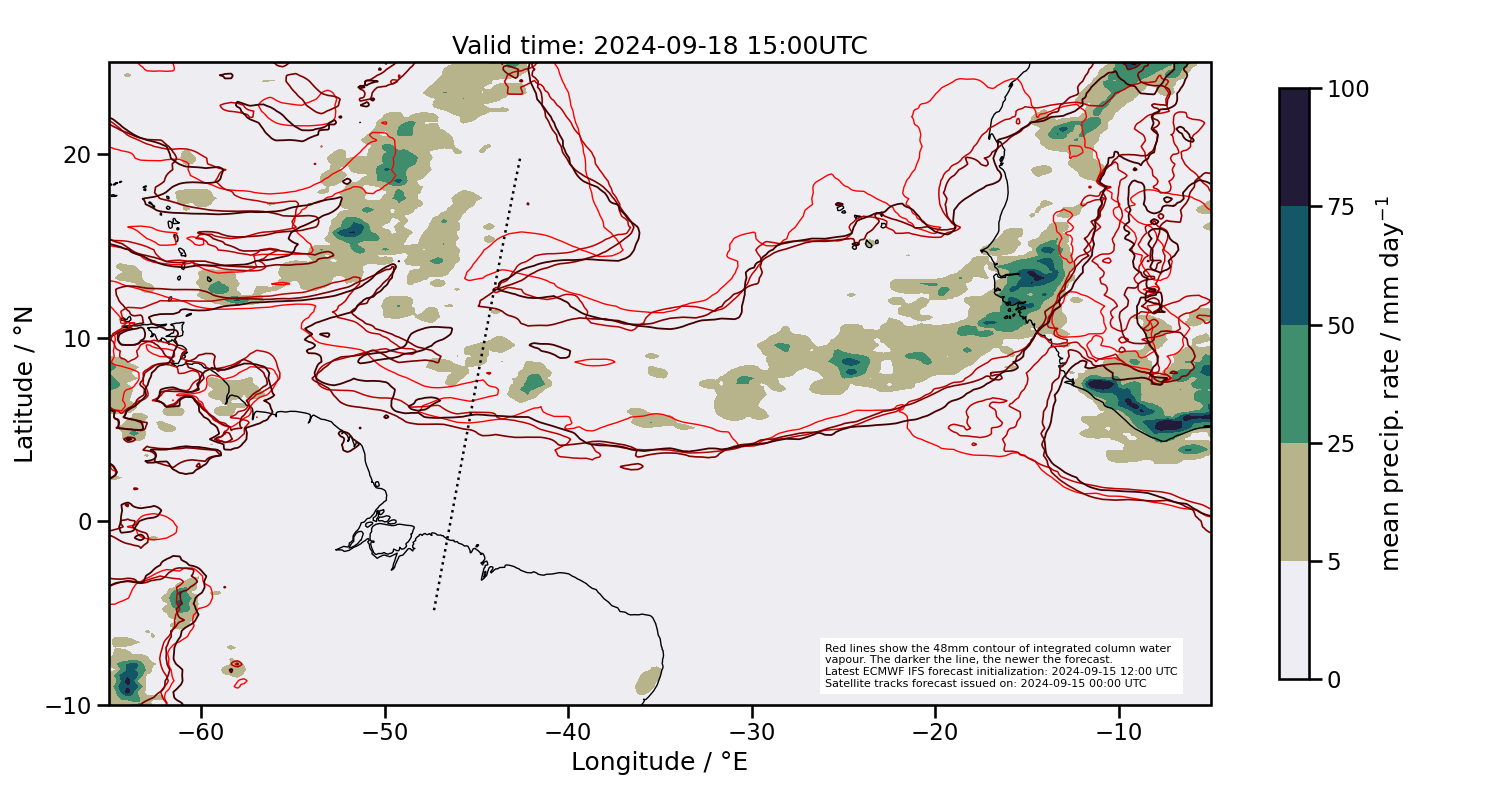 Valid time: 2024-09-18 15:00UTC
Latitude / °N
20
10
0
−10
−60
−50
−40
−30
−20
−10
Longitude / °E
Red lines show the 48mm contour of integrated column water
vapour. The darker the line, the newer the forecast.
Latest ECMWF IFS forecast initialization: 2024-09-15 12:00 UTC
Satellite tracks forecast issued on: 2024-09-15 00:00 UTC
100
75
50
25
5
0
mean precip. rate / mm day⁻¹